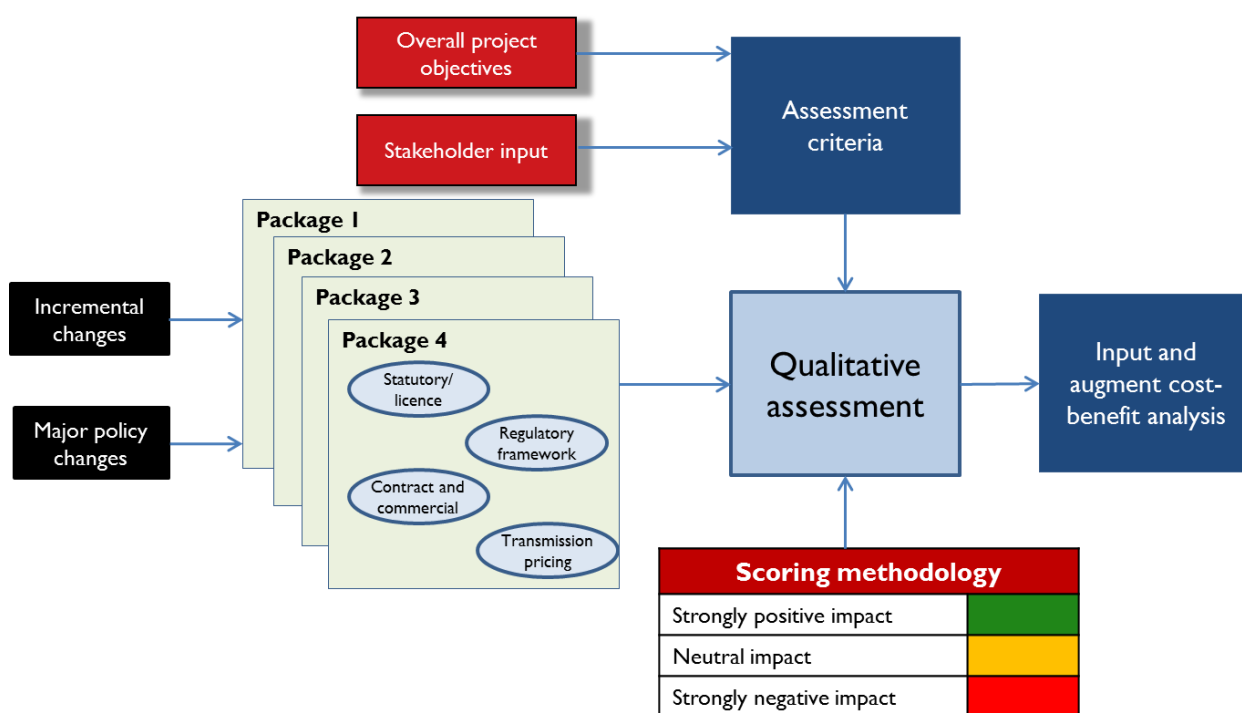 Overall project
objectives
Assessment
criteria
Stakeholder input
Package 1
Package 2
Package 3
Package 4
Incremental
changes
Major policy
changes
Statutory/
licence
Regulatory
framework
Contract and
commercial
Transmission
pricing
Qualitative
assessment
Input and
augment cost-
benefit analysis
Scoring methodology
Strongly positive impact
Neutral impact
Strongly negative impact